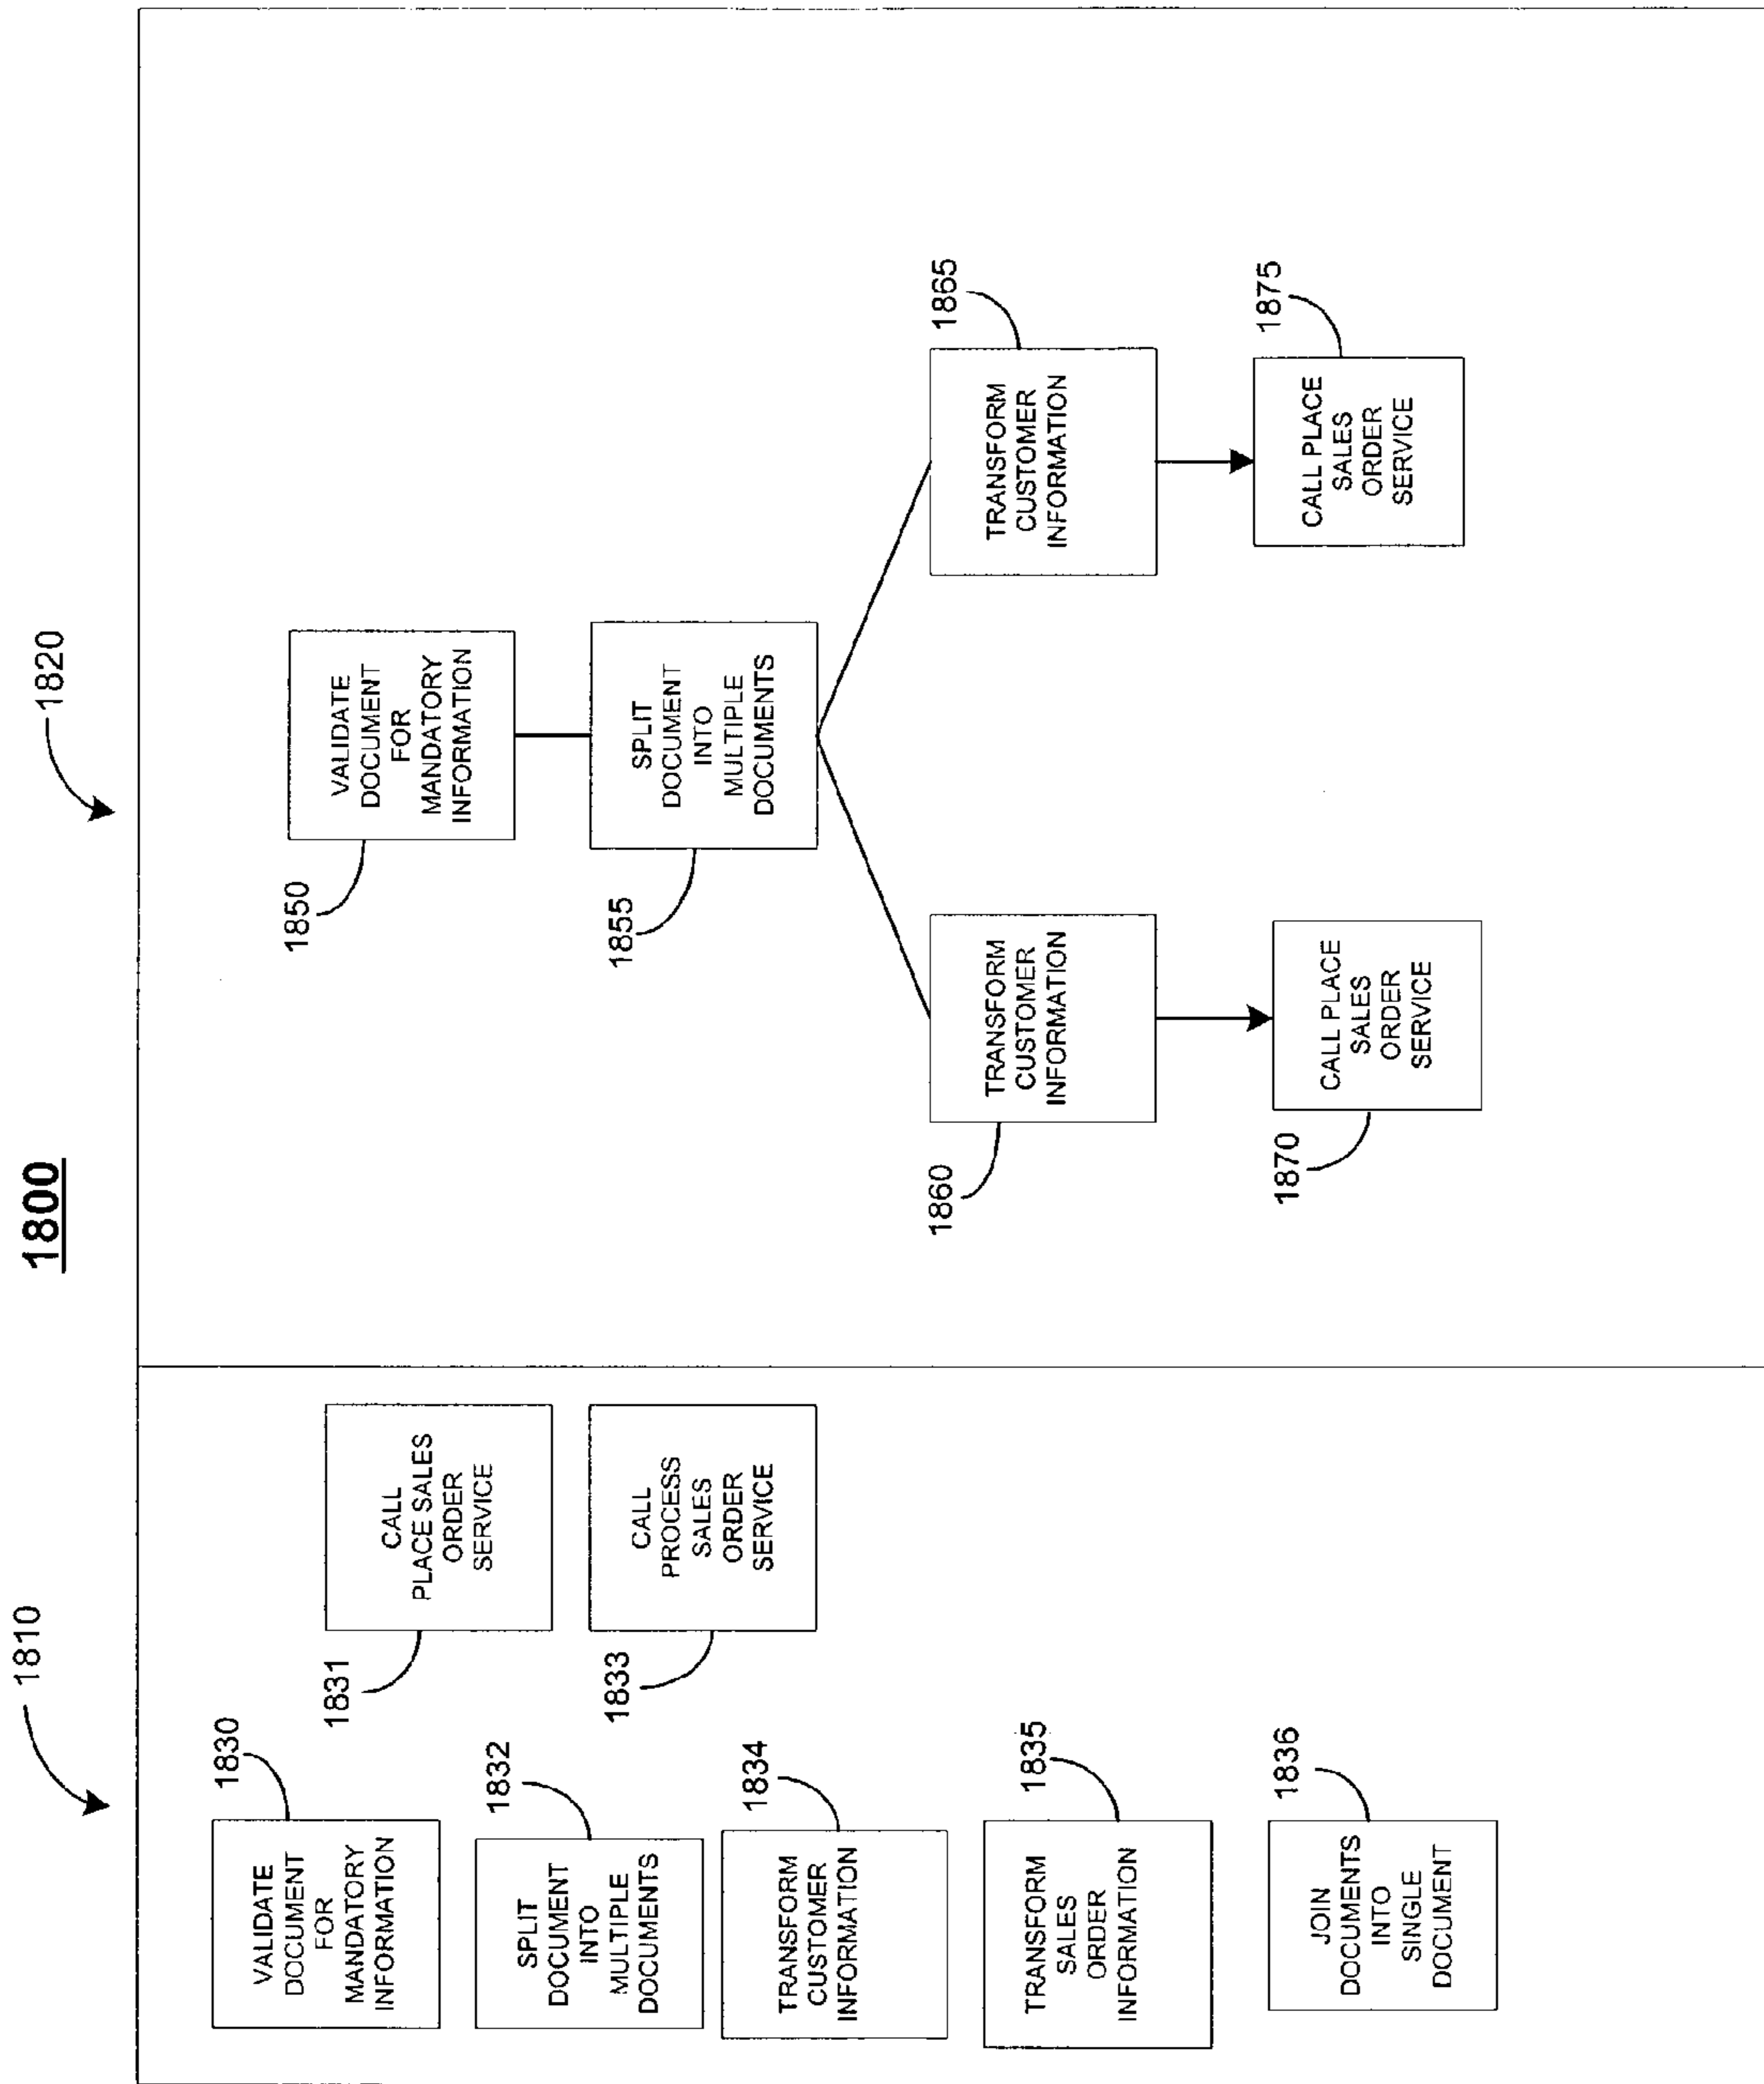 1800
1810
1820
1830
VALIDATE
DOCUMENT
FOR
MANDATORY
INFORMATION
1831
CALL
PLACE SALES
ORDER
SERVICE
1832
SPLIT
DOCUMENT
INTO
MULTIPLE
DOCUMENTS
1833
CALL
PROCESS
SALES
ORDER
SERVICE
1834
TRANSFORM
CUSTOMER
INFORMATION
1835
TRANSFORM
SALES
ORDER
INFORMATION
1836
JOIN
DOCUMENTS
INTO
SINGLE
DOCUMENT
1850
VALIDATE
DOCUMENT
FOR
MANDATORY
INFORMATION
1855
SPLIT
DOCUMENT
INTO
MULTIPLE
DOCUMENTS
1860
TRANSFORM
CUSTOMER
INFORMATION
1865
TRANSFORM
CUSTOMER
INFORMATION
1870
CALL PLACE
SALES
ORDER
SERVICE
1875
CALL PLACE
SALES
ORDER
SERVICE